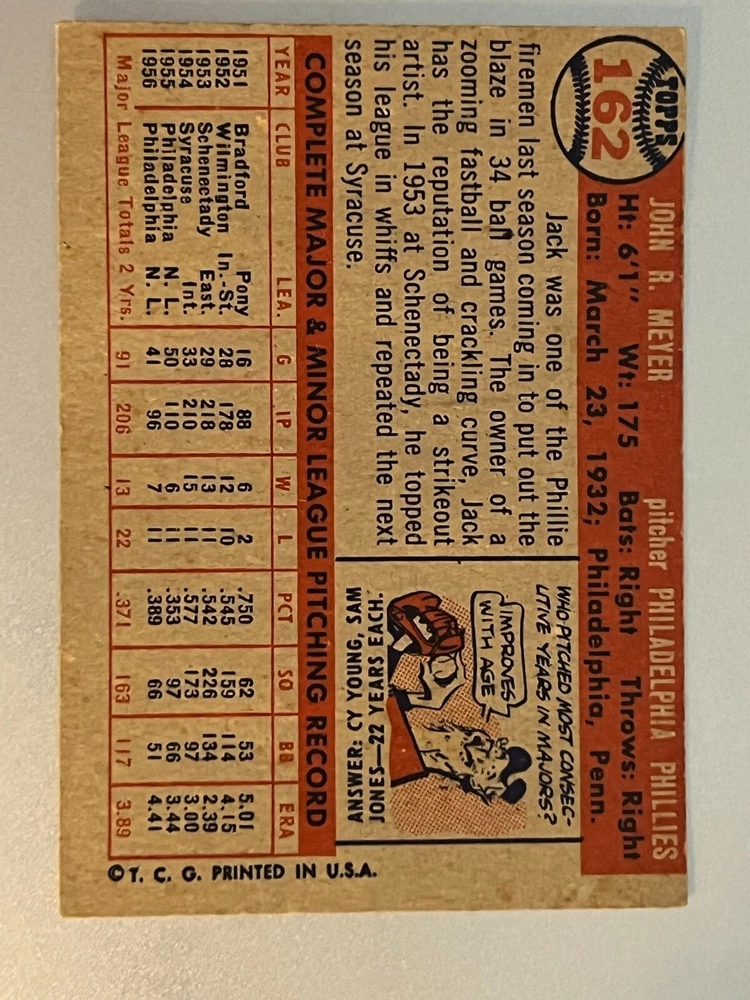 TOPPS
162
JOHN R. MEYER pitcher PHILADELPHIA PHILLIES
Ht: 6'1" Wt: 175 Bats: Right Throws: Right
Born: March 23, 1932; Philadelphia, Penn.
Jack was one of the Phillie
firemen last season coming in to put out the
blaze in 34 ball games. The owner of a
zooming fastball and crackling curve, Jack
has the reputation of being a strikeout
artist. In 1953 at Schenectady, he topped
his league in whiffs and repeated the next
season at Syracuse.
WHO PITCHED MOST CONSEC-
UTIVE YEARS IN MAJORS?
I IMPROVES
WITH AGE
ANSWER: CY YOUNG, SAM
JONES—22 YEARS EACH.
COMPLETE MAJOR & MINOR LEAGUE PITCHING RECORD
YEAR CLUB LEA. G IP W L PCT SO BB ERA
1951 Bradford Pony 16 88 6 2 .750 62 53 5.01
1952 Wilmington In.-St. 28 178 12 10 .545 159 114 4.15
1953 Schenectady East. 29 218 13 11 .542 226 134 2.39
1954 Syracuse Int. 33 210 15 11 .577 173 97 3.00
1955 Philadelphia N. L. 50 110 6 11 .353 97 66 3.44
1956 Philadelphia N. L. 41 96 7 11 .389 66 51 4.41
Major League Totals 2 Yrs. 91 206 13 22 .371 163 117 3.89
© T. C. G. PRINTED IN U.S.A.